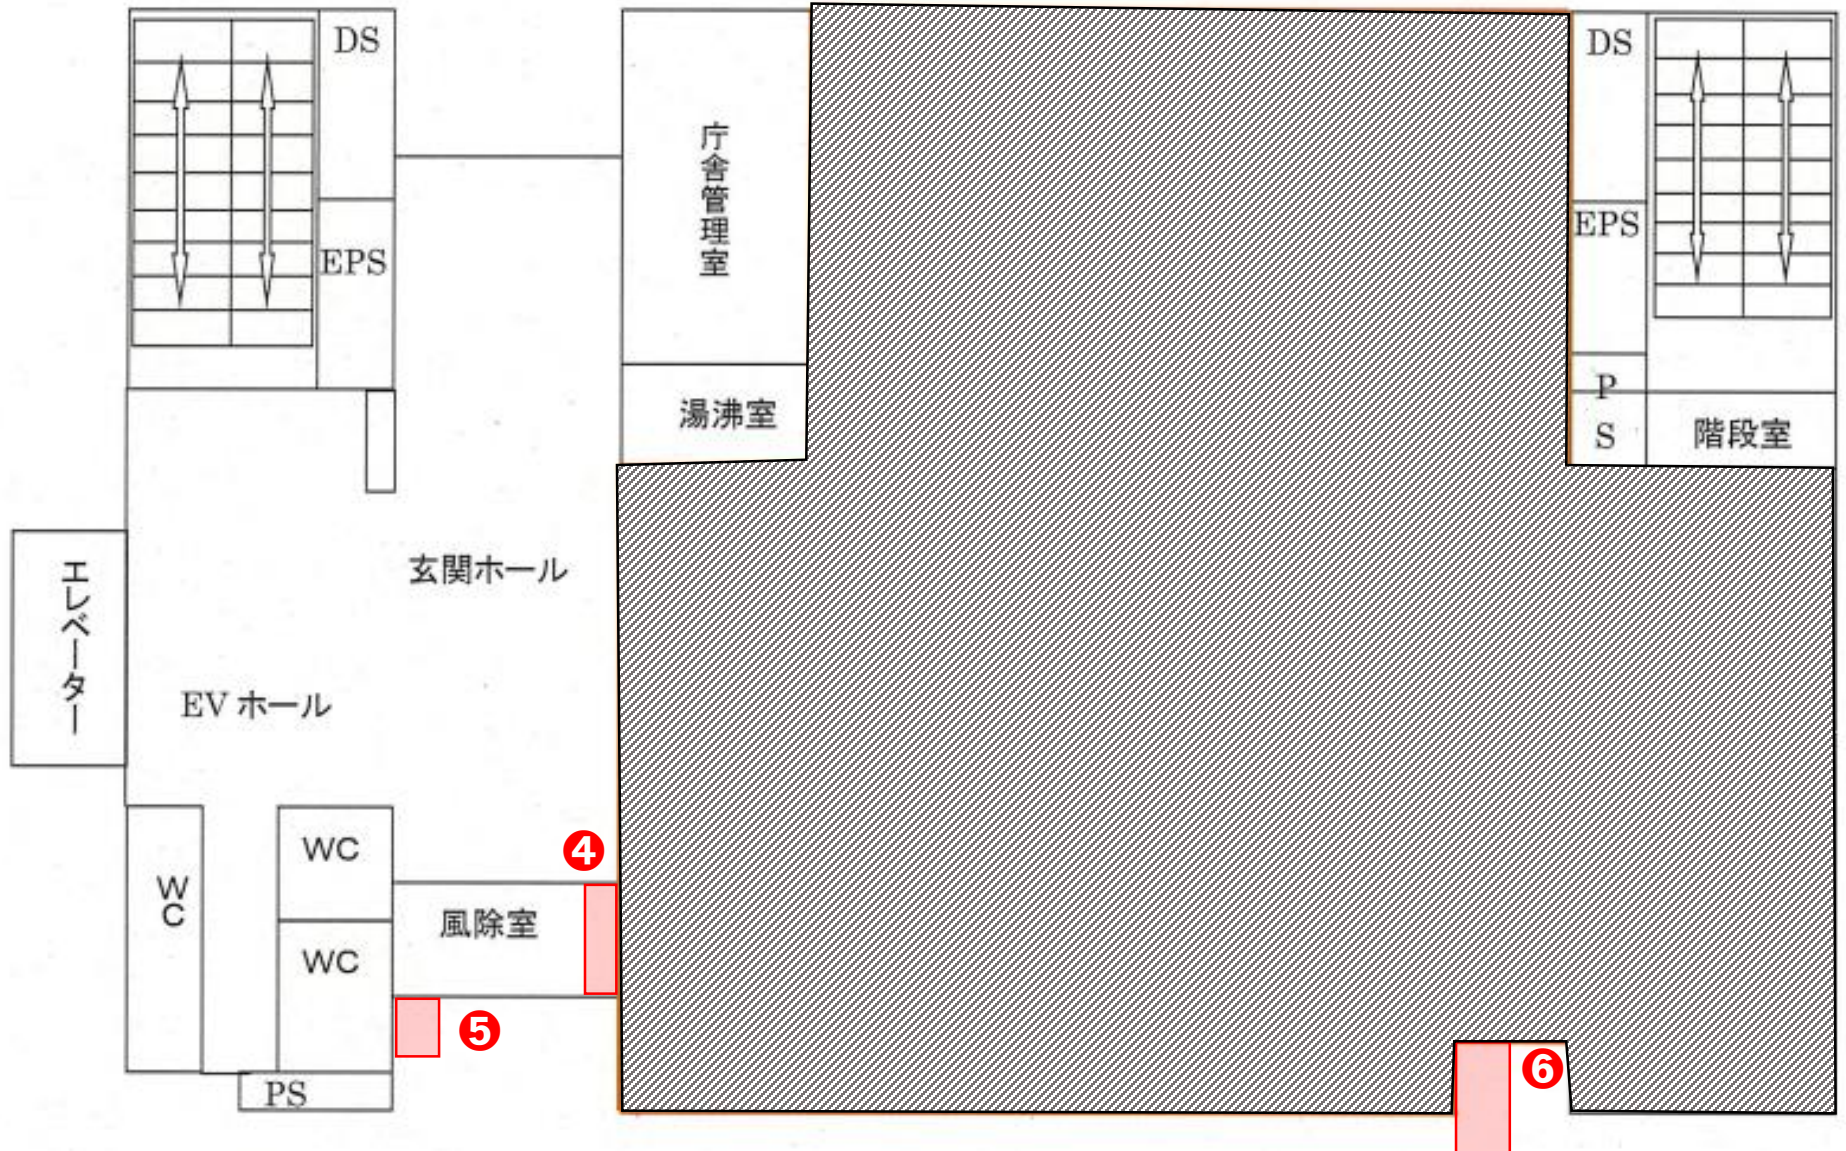 DS
EPS
庁舎管理室
湯沸室
DS
EPS
P
S
階段室
玄関ホール
エレベーター
EV ホール
WC
WC
WC
PS
風除室
❹
❺
❻